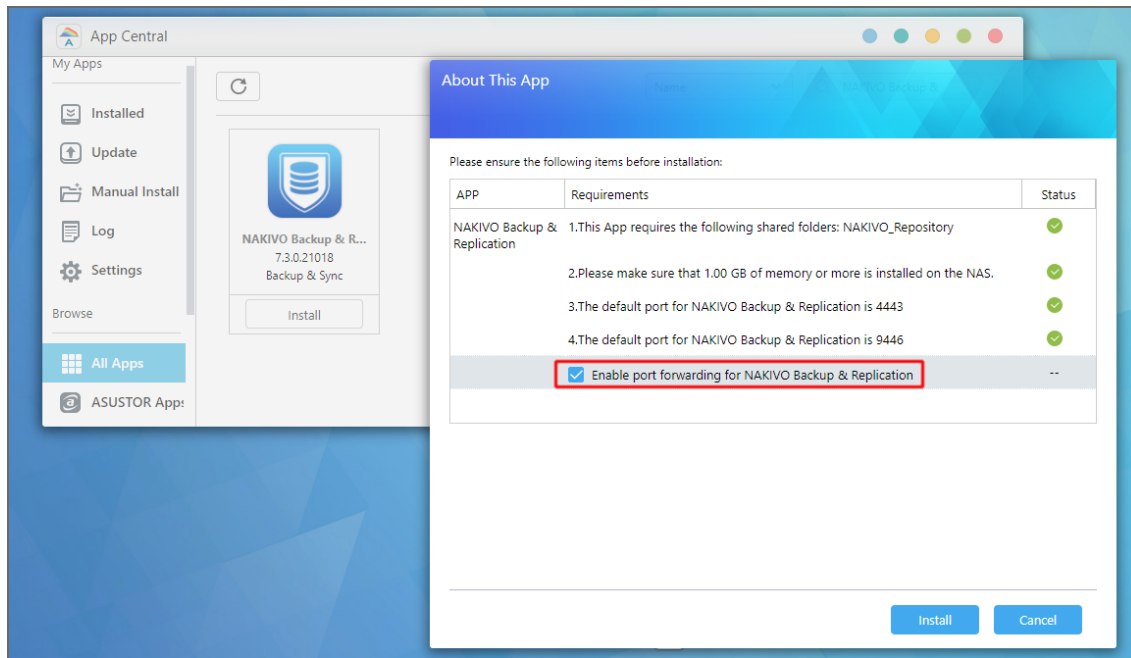 App Central
My Apps
Installed
Update
Manual Install
Log
Settings
Browse
All Apps
ASUSTOR Apps
NAKIVO Backup & R...
7.3.0.21018
Backup & Sync
Install
About This App
Name
NAKIVO Backup &
Please ensure the following items before installation:
APP Requirements Status
NAKIVO Backup & Replication
1.This App requires the following shared folders: NAKIVO_Repository
2.Please make sure that 1.00 GB of memory or more is installed on the NAS.
3.The default port for NAKIVO Backup & Replication is 4443
4.The default port for NAKIVO Backup & Replication is 9446
Enable port forwarding for NAKIVO Backup & Replication --
Install Cancel